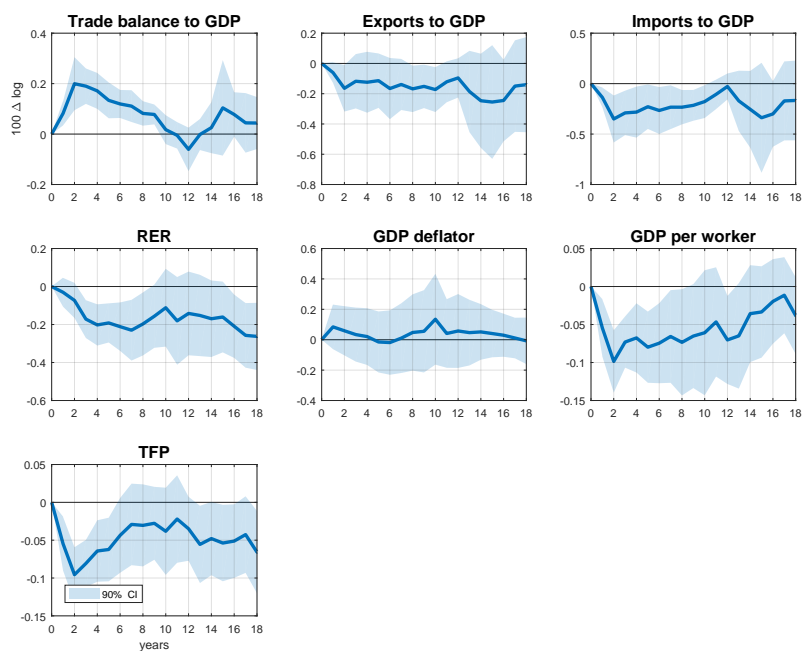 Trade balance to GDP
100 Δ log
0.4
0.2
0
-0.2
0 2 4 6 8 10 12 14 16 18
Exports to GDP
0.2
0
-0.2
-0.4
-0.6
-0.8
0 2 4 6 8 10 12 14 16 18
Imports to GDP
0.5
0
-0.5
-1
0 2 4 6 8 10 12 14 16 18
RER
0.2
0
-0.2
-0.4
-0.6
0 2 4 6 8 10 12 14 16 18
GDP deflator
0.6
0.4
0.2
0
-0.2
-0.4
0 2 4 6 8 10 12 14 16 18
GDP per worker
0.05
0
-0.05
-0.1
-0.15
0 2 4 6 8 10 12 14 16 18
TFP
0.05
0
-0.05
-0.1
-0.15
90% CI
0 2 4 6 8 10 12 14 16 18
years